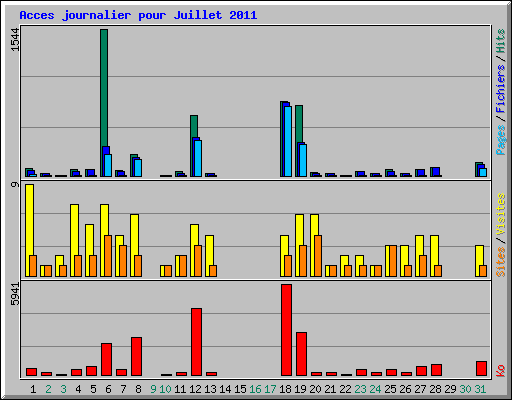 Acces journalier pour Juillet 2011
1544
Pages / Fichiers / Hits
9
Sites / Visites
5941
Ko
1 2 3 4 5 6 7 8 9 10 11 12 13 14 15 16 17 18 19 20 21 22 23 24 25 26 27 28 29 30 31